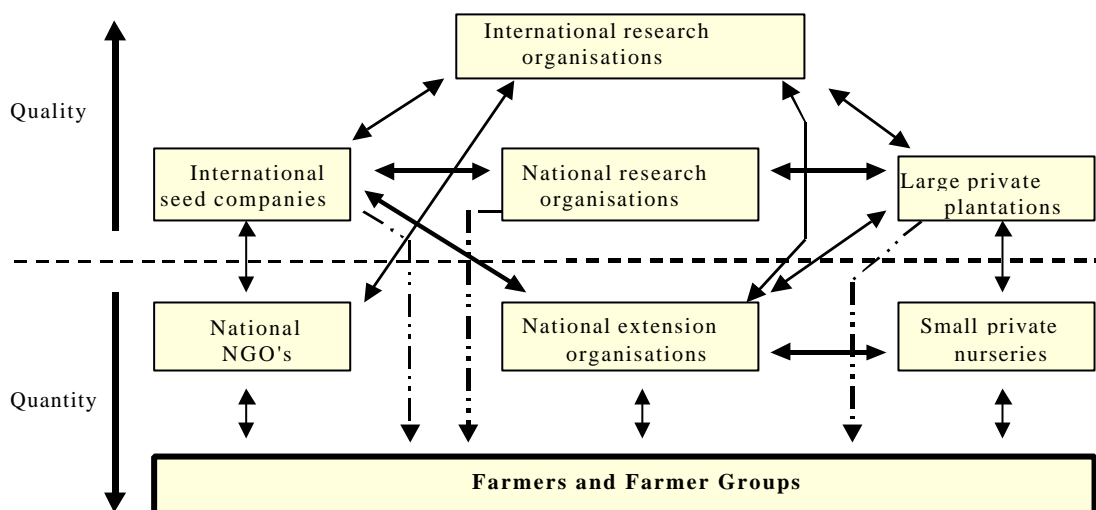 International research
organisations
Quality
International
seed companies
National research
organisations
Large private
plantations
National
NGO's
National extension
organisations
Small private
nurseries
Quantity
Farmers and Farmer Groups